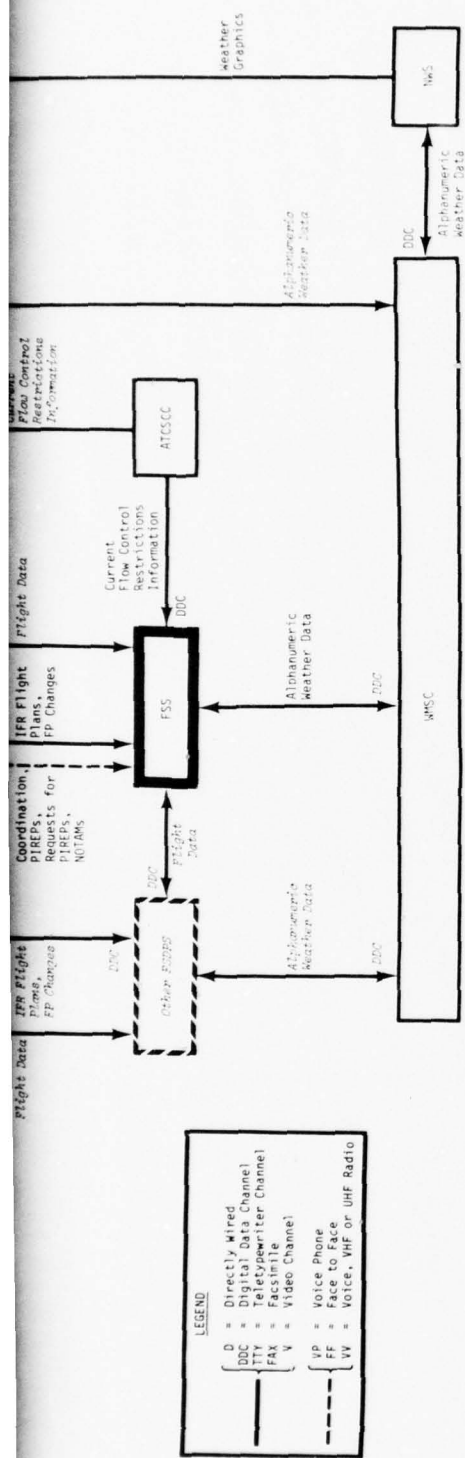 Flight Data
IFR Flight
Plans,
FP Changes
DDC
Coordination,
PIREPs,
Requests for
PIREPs,
NOTAMs
IFR Flight
Plans,
FP Changes
Flight Data
Current
Flow Control
Restrictions
Information
Weather
Graphics
Other FSDPS
DDC
Flight
Data
FSS
DDC
Current
Flow Control
Restrictions
Information
ATCSCC
Alphanumeric
Weather Data
DDC
Alphanumeric
Weather Data
DDC
Alphanumeric
Weather Data
WMSC
DDC
Alphanumeric
Weather Data
NWS
LEGEND
D = Directly Wired
DDC = Digital Data Channel
TTY = Teletypewriter Channel
FAX = Facsimile
V = Video Channel
VP = Voice Phone
FF = Face to Face
VV = Voice, VHF or UHF Radio